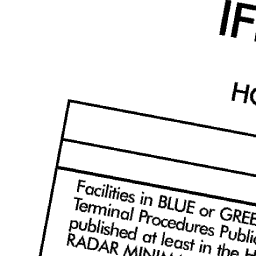 IF
HO
Facilities in BLUE or GREE
Terminal Procedures Public
published at least in the H
RADAR MINIM